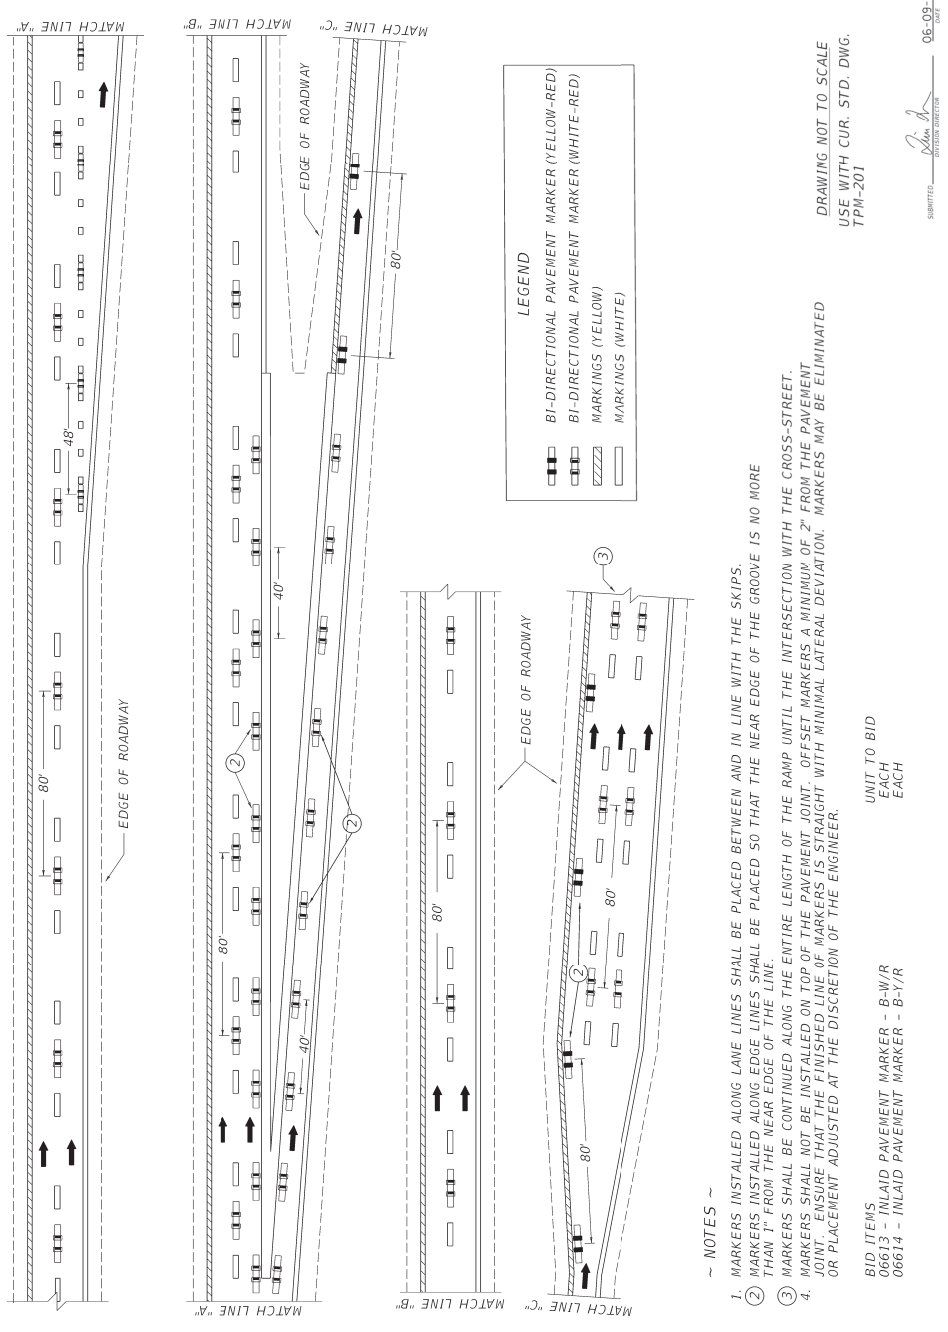 MATCH LINE "A"
48'
80'
EDGE OF ROADWAY
MATCH LINE "B"
MATCH LINE "C"
EDGE OF ROADWAY
80'
40'
2
2
80'
40'
MATCH LINE "A"
EDGE OF ROADWAY
80'
MATCH LINE "B"
3
2
80'
80'
MATCH LINE "C"
LEGEND
BI-DIRECTIONAL PAVEMENT MARKER (YELLOW-RED)
BI-DIRECTIONAL PAVEMENT MARKER (WHITE-RED)
MARKINGS (YELLOW)
MARKINGS (WHITE)
~ NOTES ~
1. MARKERS INSTALLED ALONG LANE LINES SHALL BE PLACED BETWEEN AND IN LINE WITH THE SKIPS.
2 MARKERS INSTALLED ALONG EDGE LINES SHALL BE PLACED SO THAT THE NEAR EDGE OF THE GROOVE IS NO MORE
THAN 1" FROM THE NEAR EDGE OF THE LINE.
3 MARKERS SHALL BE CONTINUED ALONG THE ENTIRE LENGTH OF THE RAMP UNTIL THE INTERSECTION WITH THE CROSS-STREET.
4. MARKERS SHALL NOT BE INSTALLED ON TOP OF THE PAVEMENT JOINT. OFFSET MARKERS A MINIMUM OF 2" FROM THE PAVEMENT
JOINT. ENSURE THAT THE FINISHED LINE OF MARKERS IS STRAIGHT WITH MINIMAL LATERAL DEVIATION. MARKERS MAY BE ELIMINATED
OR PLACEMENT ADJUSTED AT THE DISCRETION OF THE ENGINEER.
BID ITEMS UNIT TO BID
06613 - INLAID PAVEMENT MARKER - B-W/R EACH
06614 - INLAID PAVEMENT MARKER - B-Y/R EACH
DRAWING NOT TO SCALE
USE WITH CUR. STD. DWG.
TPM-201
SUBMITTED 06-09-
DIVISION DIRECTOR DATE